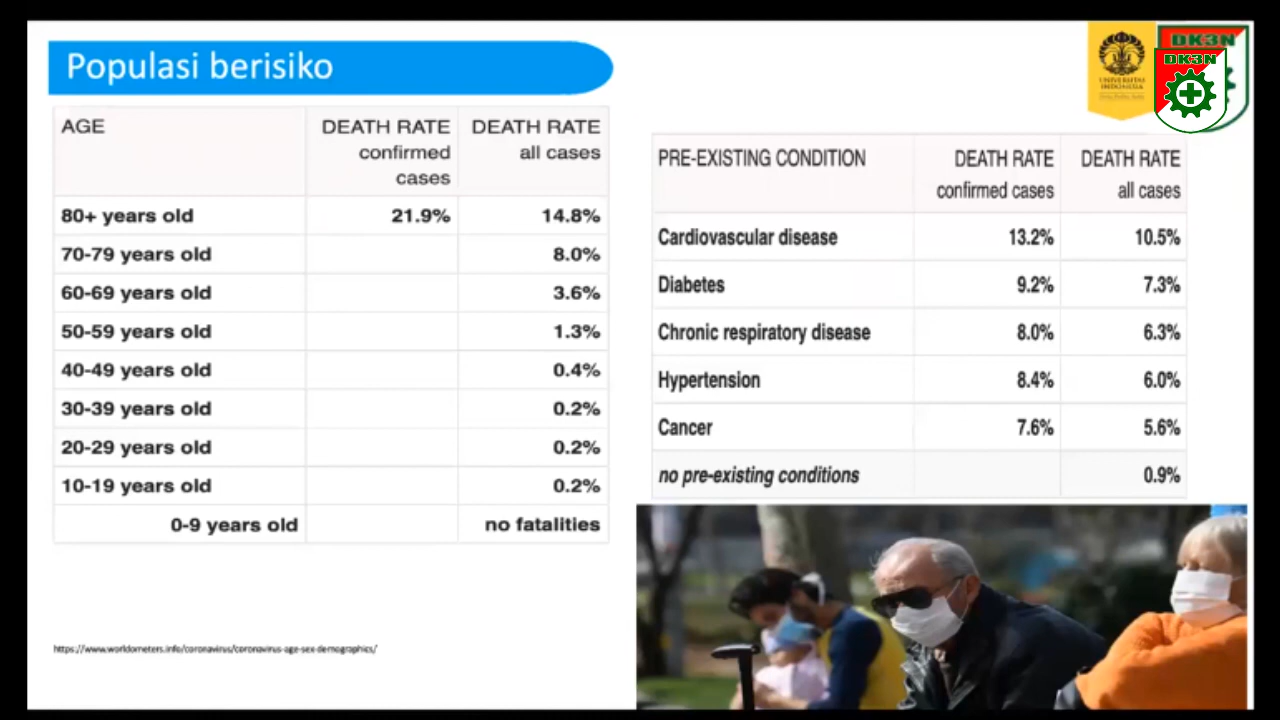 Populasi berisiko
DK3N
DK3N
UNIVERSITAS
INDONESIA
AGE DEATH RATE confirmed cases DEATH RATE all cases
80+ years old 21.9% 14.8%
70-79 years old 8.0%
60-69 years old 3.6%
50-59 years old 1.3%
40-49 years old 0.4%
30-39 years old 0.2%
20-29 years old 0.2%
10-19 years old 0.2%
0-9 years old no fatalities
PRE-EXISTING CONDITION DEATH RATE confirmed cases DEATH RATE all cases
Cardiovascular disease 13.2% 10.5%
Diabetes 9.2% 7.3%
Chronic respiratory disease 8.0% 6.3%
Hypertension 8.4% 6.0%
Cancer 7.6% 5.6%
no pre-existing conditions 0.9%
https://www.worldometers.info/coronavirus/coronavirus-age-sex-demographics/